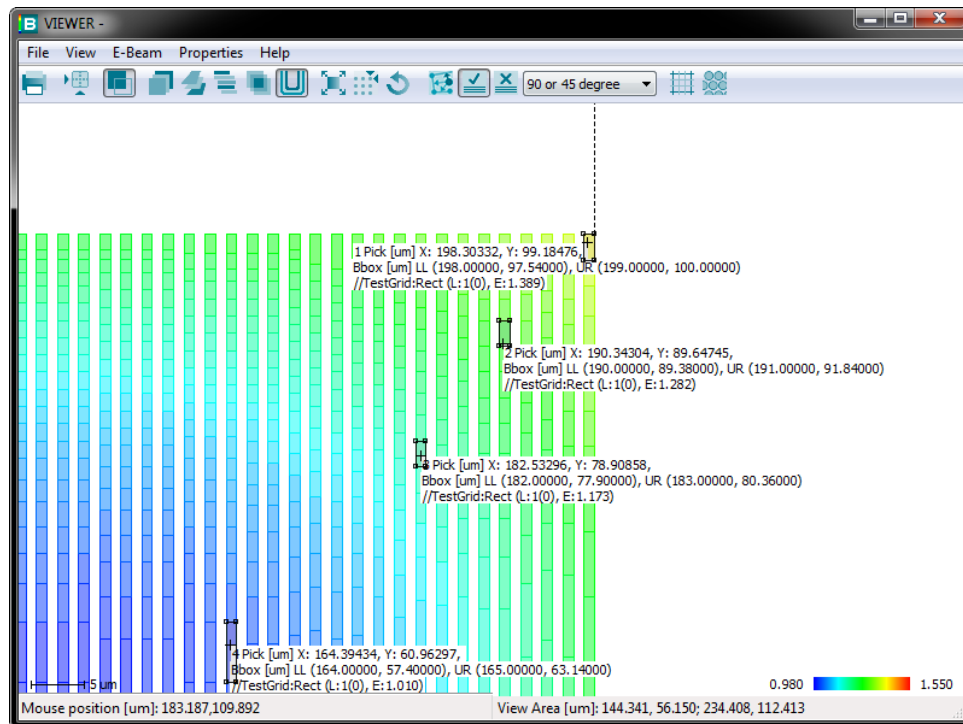 B VIEWER -
File View E-Beam Properties Help
90 or 45 degree
1 Pick [um] X: 198.30332, Y: 99.18476,
Bbox [um] LL (198.00000, 97.54000), UR (199.00000, 100.00000)
//TestGrid:Rect (L:1(0), E:1.389)
2 Pick [um] X: 190.34304, Y: 89.64745,
Bbox [um] LL (190.00000, 89.38000), UR (191.00000, 91.84000)
//TestGrid:Rect (L:1(0), E:1.282)
3 Pick [um] X: 182.53296, Y: 78.90858,
Bbox [um] LL (182.00000, 77.90000), UR (183.00000, 80.36000)
//TestGrid:Rect (L:1(0), E:1.173)
4 Pick [um] X: 164.39434, Y: 60.96297,
Bbox [um] LL (164.00000, 57.40000), UR (165.00000, 63.14000)
//TestGrid:Rect (L:1(0), E:1.010)
5 um
0.980 1.550
Mouse position [um]: 183.187,109.892
View Area [um]: 144.341, 56.150; 234.408, 112.413